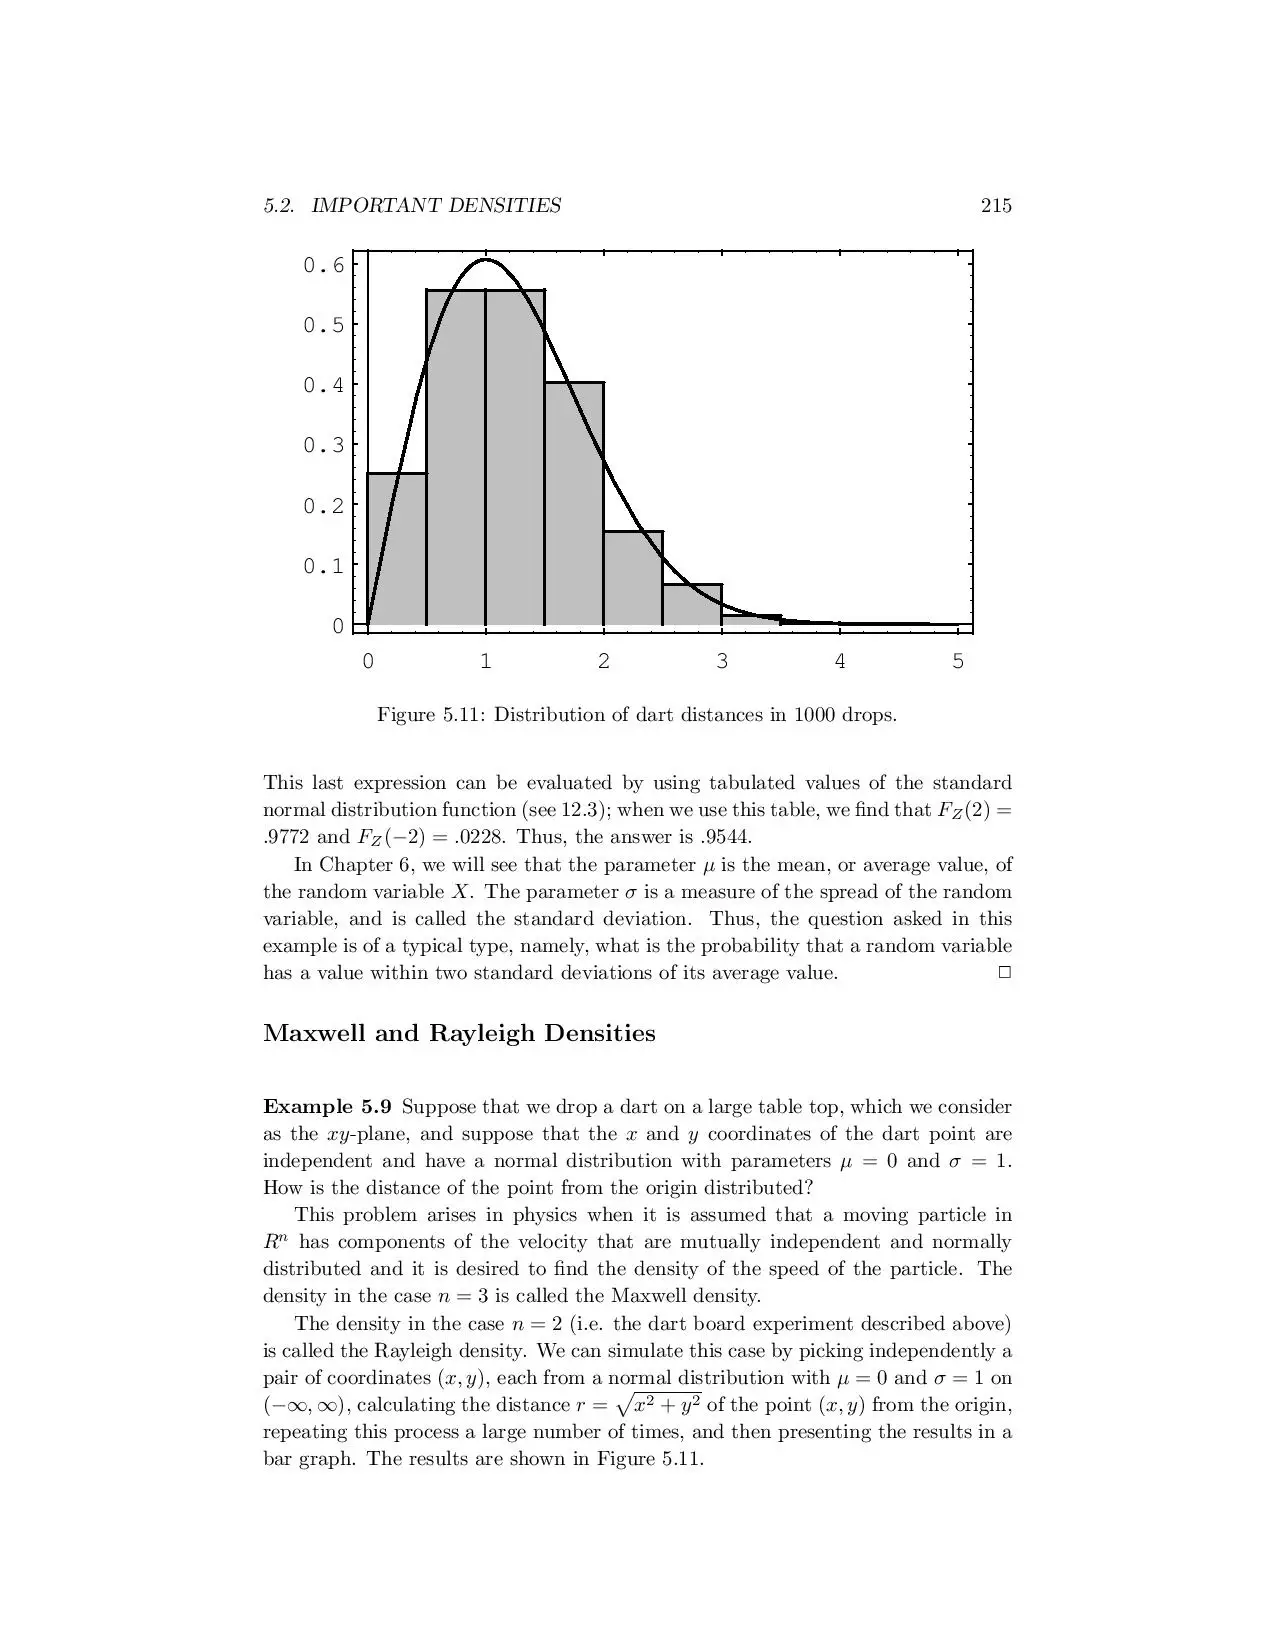 5.2. IMPORTANT DENSITIES 215
0.6
0.5
0.4
0.3
0.2
0.1
0
0 1 2 3 4 5
Figure 5.11: Distribution of dart distances in 1000 drops.
This last expression can be evaluated by using tabulated values of the standard
normal distribution function (see 12.3); when we use this table, we find that F_Z(2) =
.9772 and F_Z(−2) = .0228. Thus, the answer is .9544.
In Chapter 6, we will see that the parameter μ is the mean, or average value, of
the random variable X. The parameter σ is a measure of the spread of the random
variable, and is called the standard deviation. Thus, the question asked in this
example is of a typical type, namely, what is the probability that a random variable
has a value within two standard deviations of its average value. □
Maxwell and Rayleigh Densities
Example 5.9 Suppose that we drop a dart on a large table top, which we consider
as the xy-plane, and suppose that the x and y coordinates of the dart point are
independent and have a normal distribution with parameters μ = 0 and σ = 1.
How is the distance of the point from the origin distributed?
This problem arises in physics when it is assumed that a moving particle in
Rⁿ has components of the velocity that are mutually independent and normally
distributed and it is desired to find the density of the speed of the particle. The
density in the case n = 3 is called the Maxwell density.
The density in the case n = 2 (i.e. the dart board experiment described above)
is called the Rayleigh density. We can simulate this case by picking independently a
pair of coordinates (x, y), each from a normal distribution with μ = 0 and σ = 1 on
(−∞, ∞), calculating the distance r = √(x² + y²) of the point (x, y) from the origin,
repeating this process a large number of times, and then presenting the results in a
bar graph. The results are shown in Figure 5.11.